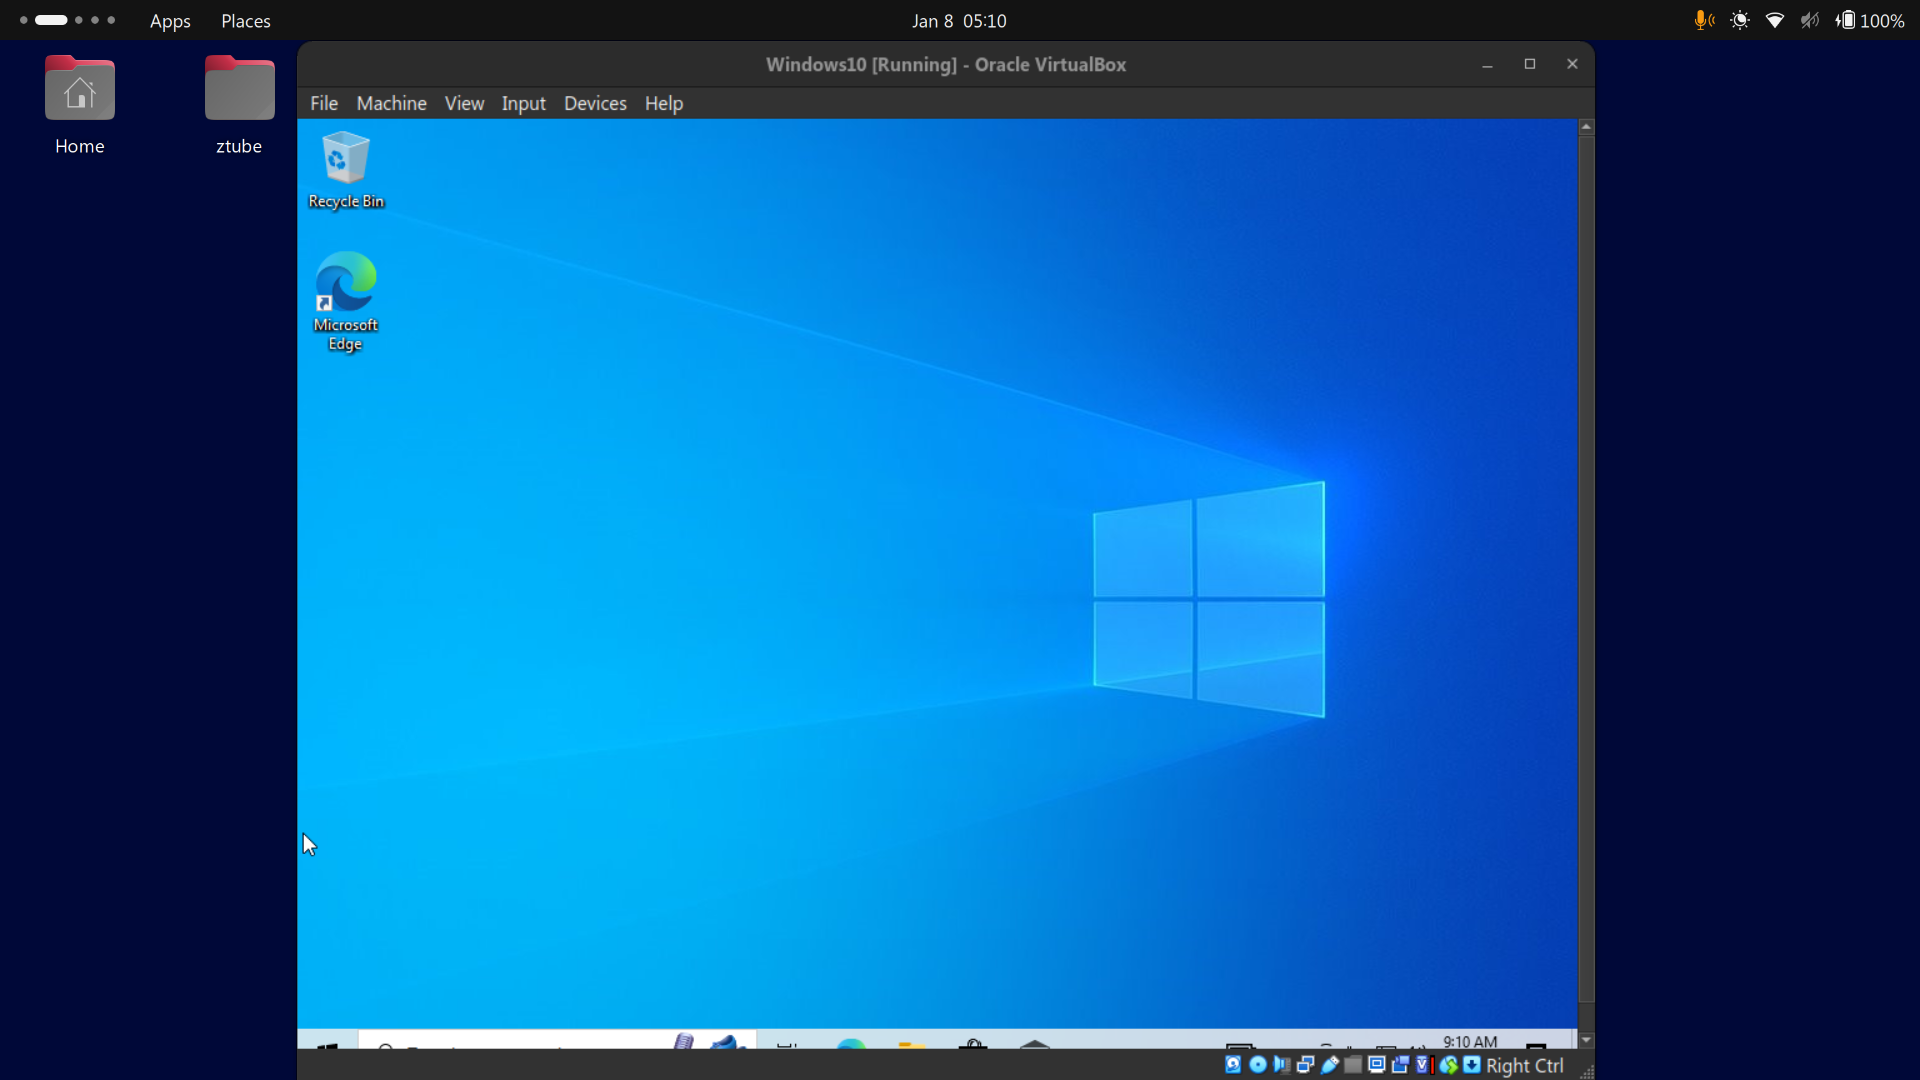 Apps Places Jan 8 05:10 100%
Home
ztube
Windows10 [Running] - Oracle VirtualBox
File Machine View Input Devices Help
Recycle Bin
Microsoft
Edge
9:10 AM
Right Ctrl